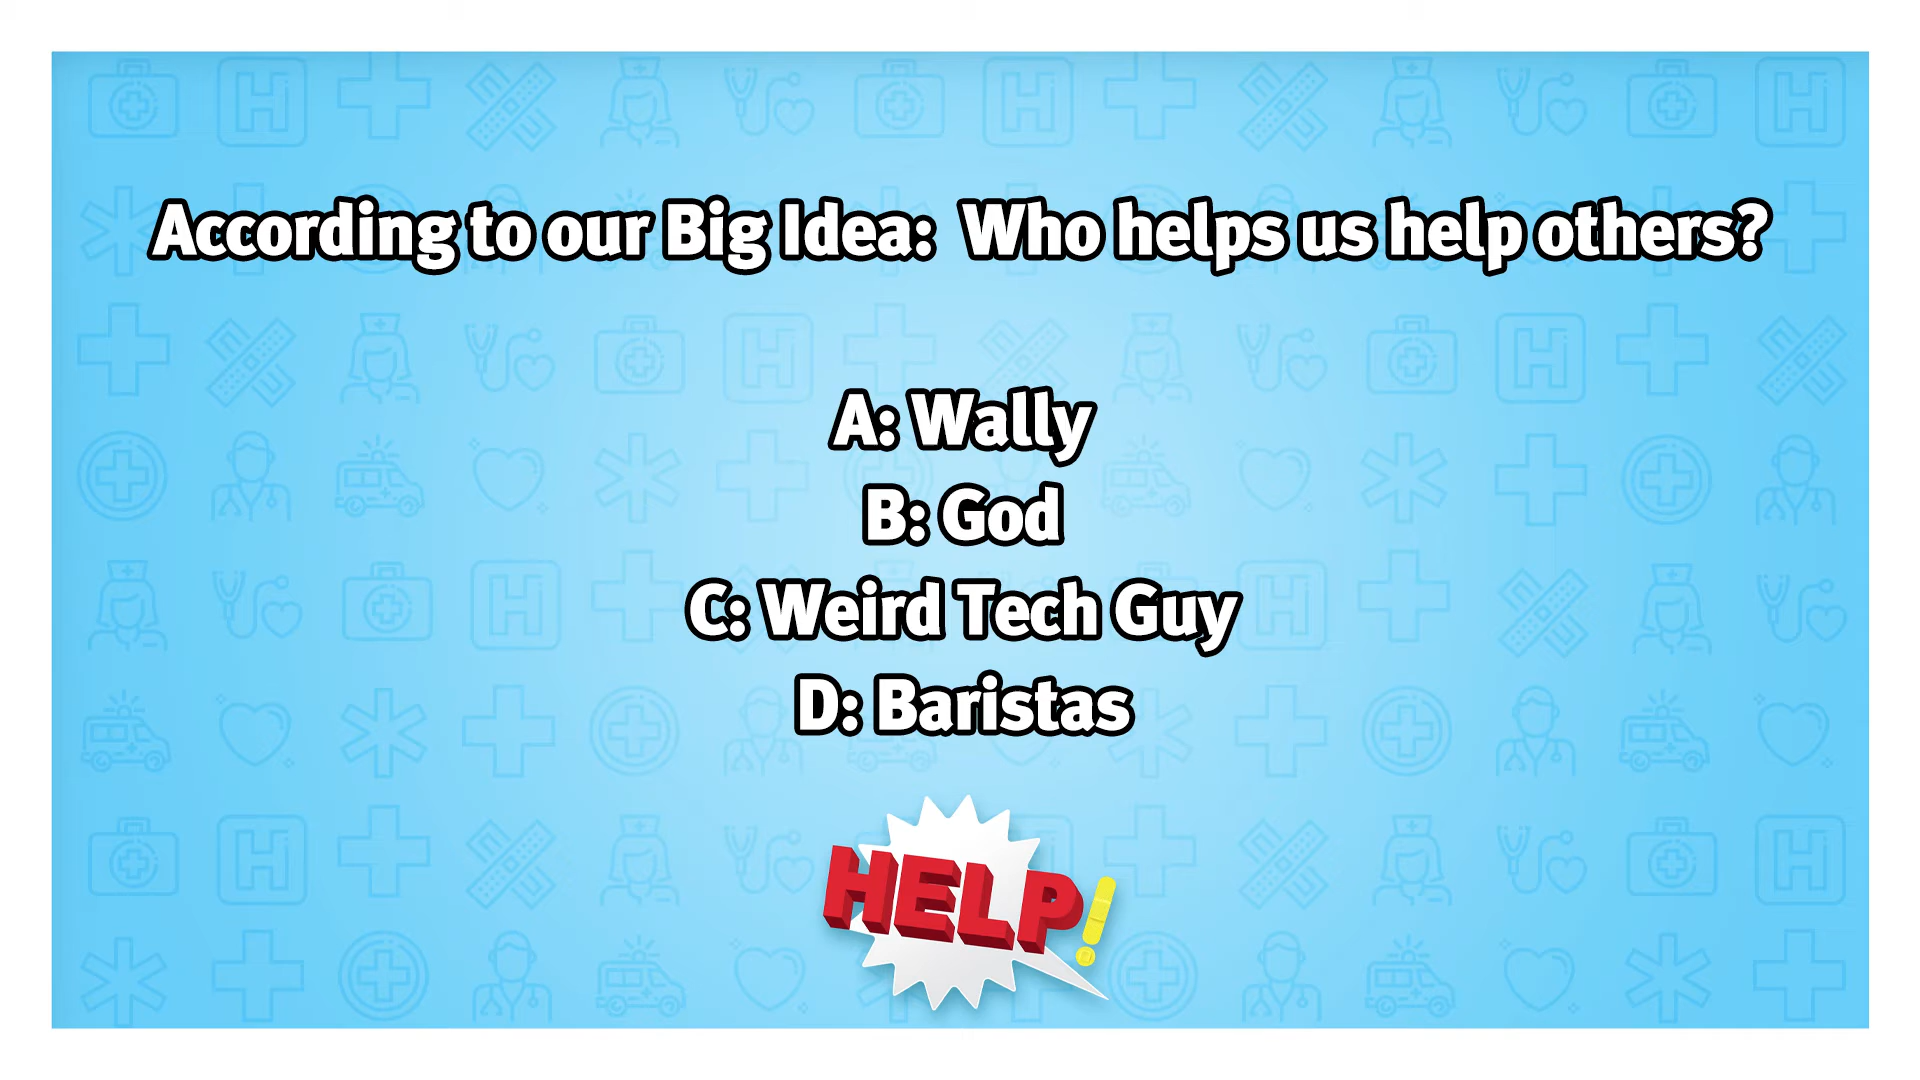 According to our Big Idea: Who helps us help others?
A: Wally
B: God
C: Weird Tech Guy
D: Baristas
HELP!